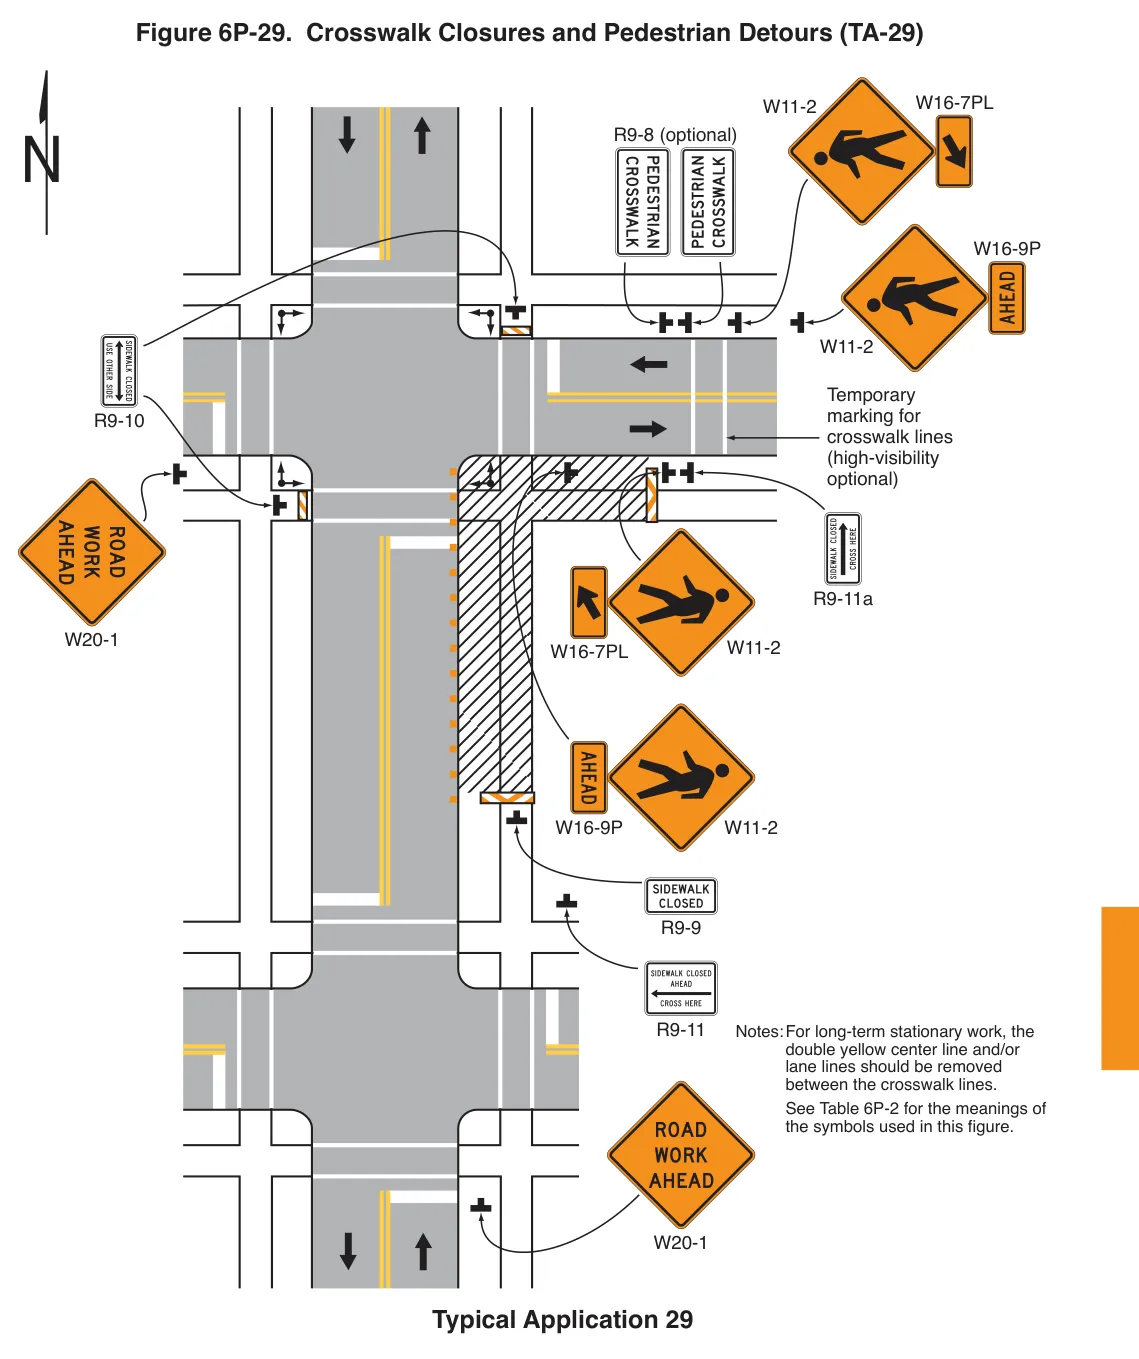 Figure 6P-29.  Crosswalk Closures and Pedestrian Detours (TA-29)
N
W11-2
W16-7PL
R9-8 (optional)
PEDESTRIAN
CROSSWALK
PEDESTRIAN
CROSSWALK
W16-9P
AHEAD
W11-2
SIDEWALK CLOSED
USE OTHER SIDE
R9-10
Temporary
marking for
crosswalk lines
(high-visibility
optional)
ROAD
WORK
AHEAD
W20-1
SIDEWALK CLOSED
CROSS HERE
R9-11a
W16-7PL
W11-2
AHEAD
W16-9P
W11-2
SIDEWALK
CLOSED
R9-9
SIDEWALK CLOSED
AHEAD
CROSS HERE
R9-11
Notes: For long-term stationary work, the
double yellow center line and/or
lane lines should be removed
between the crosswalk lines.
See Table 6P-2 for the meanings of
the symbols used in this figure.
ROAD
WORK
AHEAD
W20-1
Typical Application 29